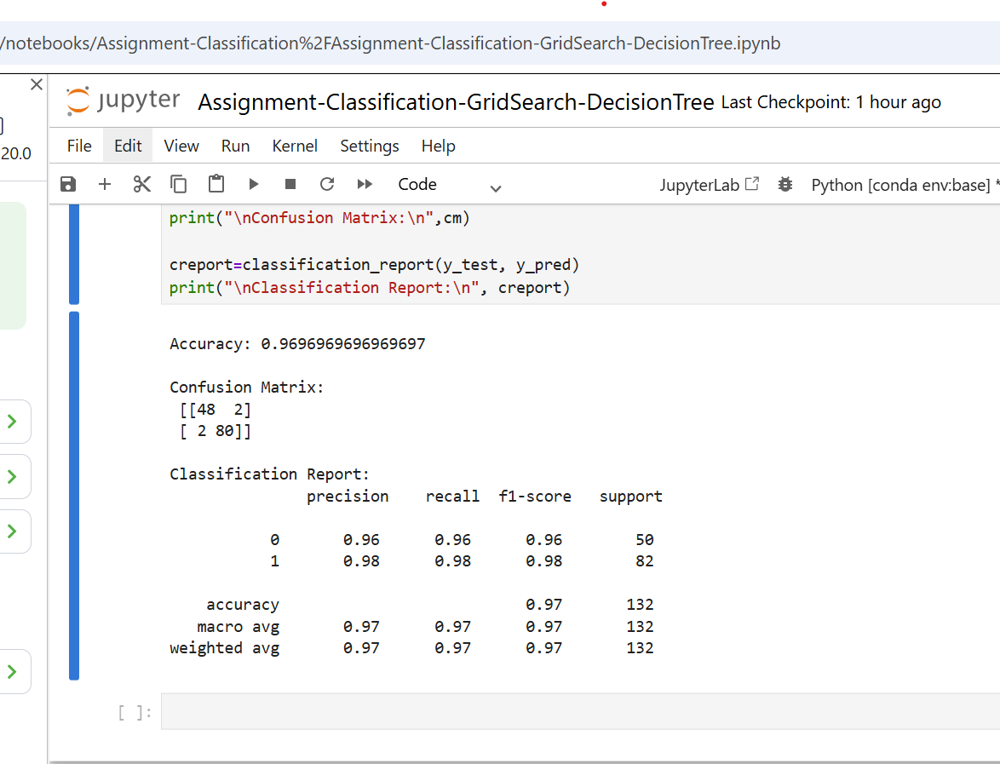 /notebooks/Assignment-Classification%2FAssignment-Classification-GridSearch-DecisionTree.ipynb
jupyter Assignment-Classification-GridSearch-DecisionTree Last Checkpoint: 1 hour ago
20.0
File Edit View Run Kernel Settings Help
Code JupyterLab Python [conda env:base] *
print("\nConfusion Matrix:\n",cm)
creport=classification_report(y_test, y_pred)
print("\nClassification Report:\n", creport)
Accuracy: 0.9696969696969697
Confusion Matrix:
[[48 2]
[ 2 80]]
Classification Report:
precision recall f1-score support
0 0.96 0.96 0.96 50
1 0.98 0.98 0.98 82
accuracy 0.97 132
macro avg 0.97 0.97 0.97 132
weighted avg 0.97 0.97 0.97 132
[ ]: